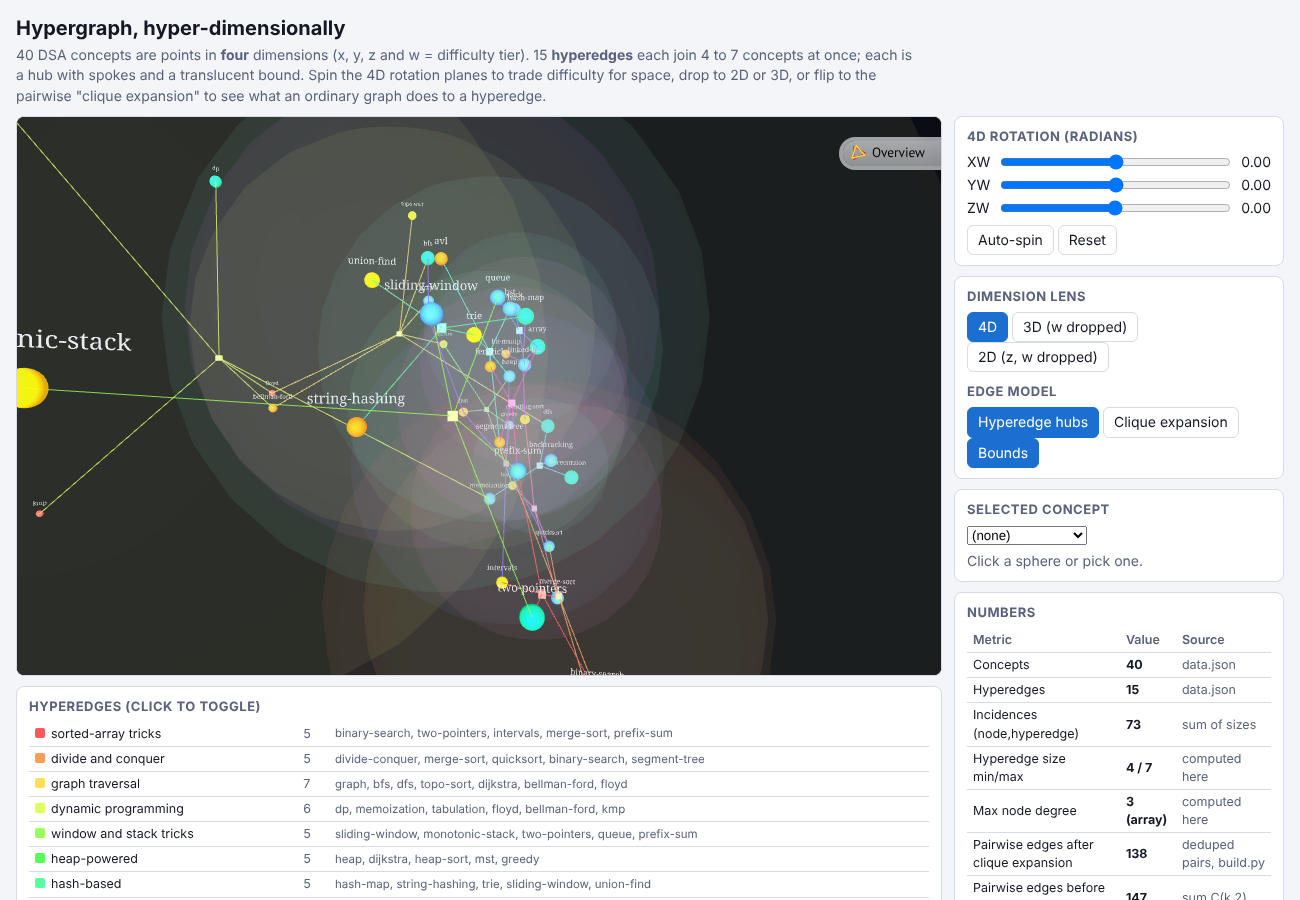 Hypergraph, hyper-dimensionally
40 DSA concepts are points in four dimensions (x, y, z and w = difficulty tier). 15 hyperedges each join 4 to 7 concepts at once; each is
a hub with spokes and a translucent bound. Spin the 4D rotation planes to trade difficulty for space, drop to 2D or 3D, or flip to the
pairwise "clique expansion" to see what an ordinary graph does to a hyperedge.
Overview
dp
topo-sort
bfs
avl
union-find
sliding-window
queue
hash-map
trie
array
nic-stack
floyd
bellman-ford
string-hashing
dfs
segment-tree
backtracking
prefix-sum
recursion
memoization
kmp
quicksort
intervals
merge-sort
two-pointers
binary-search
4D ROTATION (RADIANS)
XW 0.00
YW 0.00
ZW 0.00
Auto-spin Reset
DIMENSION LENS
4D 3D (w dropped)
2D (z, w dropped)
EDGE MODEL
Hyperedge hubs Clique expansion
Bounds
SELECTED CONCEPT
(none)
Click a sphere or pick one.
NUMBERS
Metric Value Source
Concepts 40 data.json
Hyperedges 15 data.json
Incidences (node,hyperedge) 73 sum of sizes
Hyperedge size min/max 4 / 7 computed here
Max node degree 3 (array) computed here
Pairwise edges after clique expansion 138 deduped pairs, build.py
Pairwise edges before 147 sum C(k,2)
HYPEREDGES (CLICK TO TOGGLE)
sorted-array tricks 5 binary-search, two-pointers, intervals, merge-sort, prefix-sum
divide and conquer 5 divide-conquer, merge-sort, quicksort, binary-search, segment-tree
graph traversal 7 graph, bfs, dfs, topo-sort, dijkstra, bellman-ford, floyd
dynamic programming 6 dp, memoization, tabulation, floyd, bellman-ford, kmp
window and stack tricks 5 sliding-window, monotonic-stack, two-pointers, queue, prefix-sum
heap-powered 5 heap, dijkstra, heap-sort, mst, greedy
hash-based 5 hash-map, string-hashing, trie, sliding-window, union-find